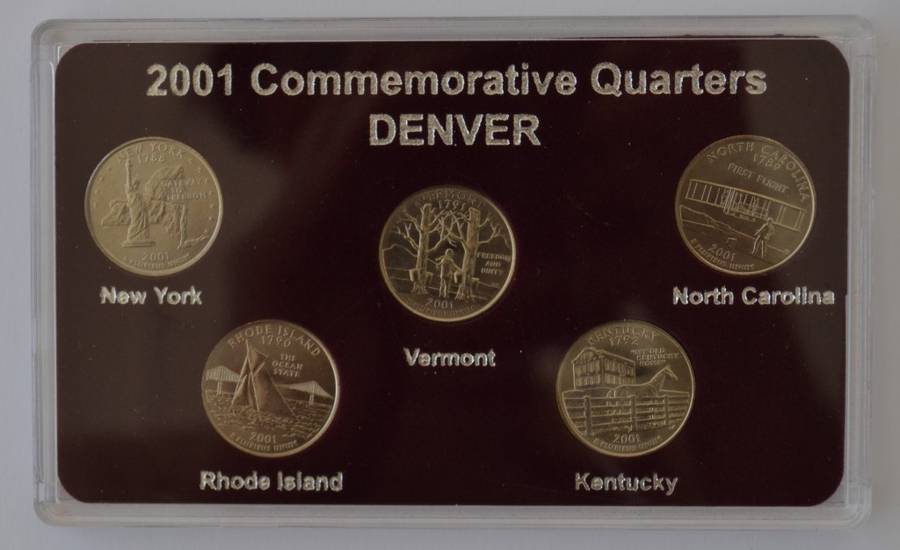 2001 Commemorative Quarters
DENVER
NEW YORK
1788
GATEWAY
TO
FREEDOM
2001
E PLURIBUS UNUM
New York
VERMONT
1791
FREEDOM
AND
UNITY
2001
Vermont
NORTH CAROLINA
1789
FIRST FLIGHT
2001
E PLURIBUS UNUM
North Carolina
RHODE ISLAND
1790
THE
OCEAN
STATE
2001
E PLURIBUS UNUM
Rhode Island
KENTUCKY
1792
"MY OLD
KENTUCKY
HOME"
2001
E PLURIBUS UNUM
Kentucky